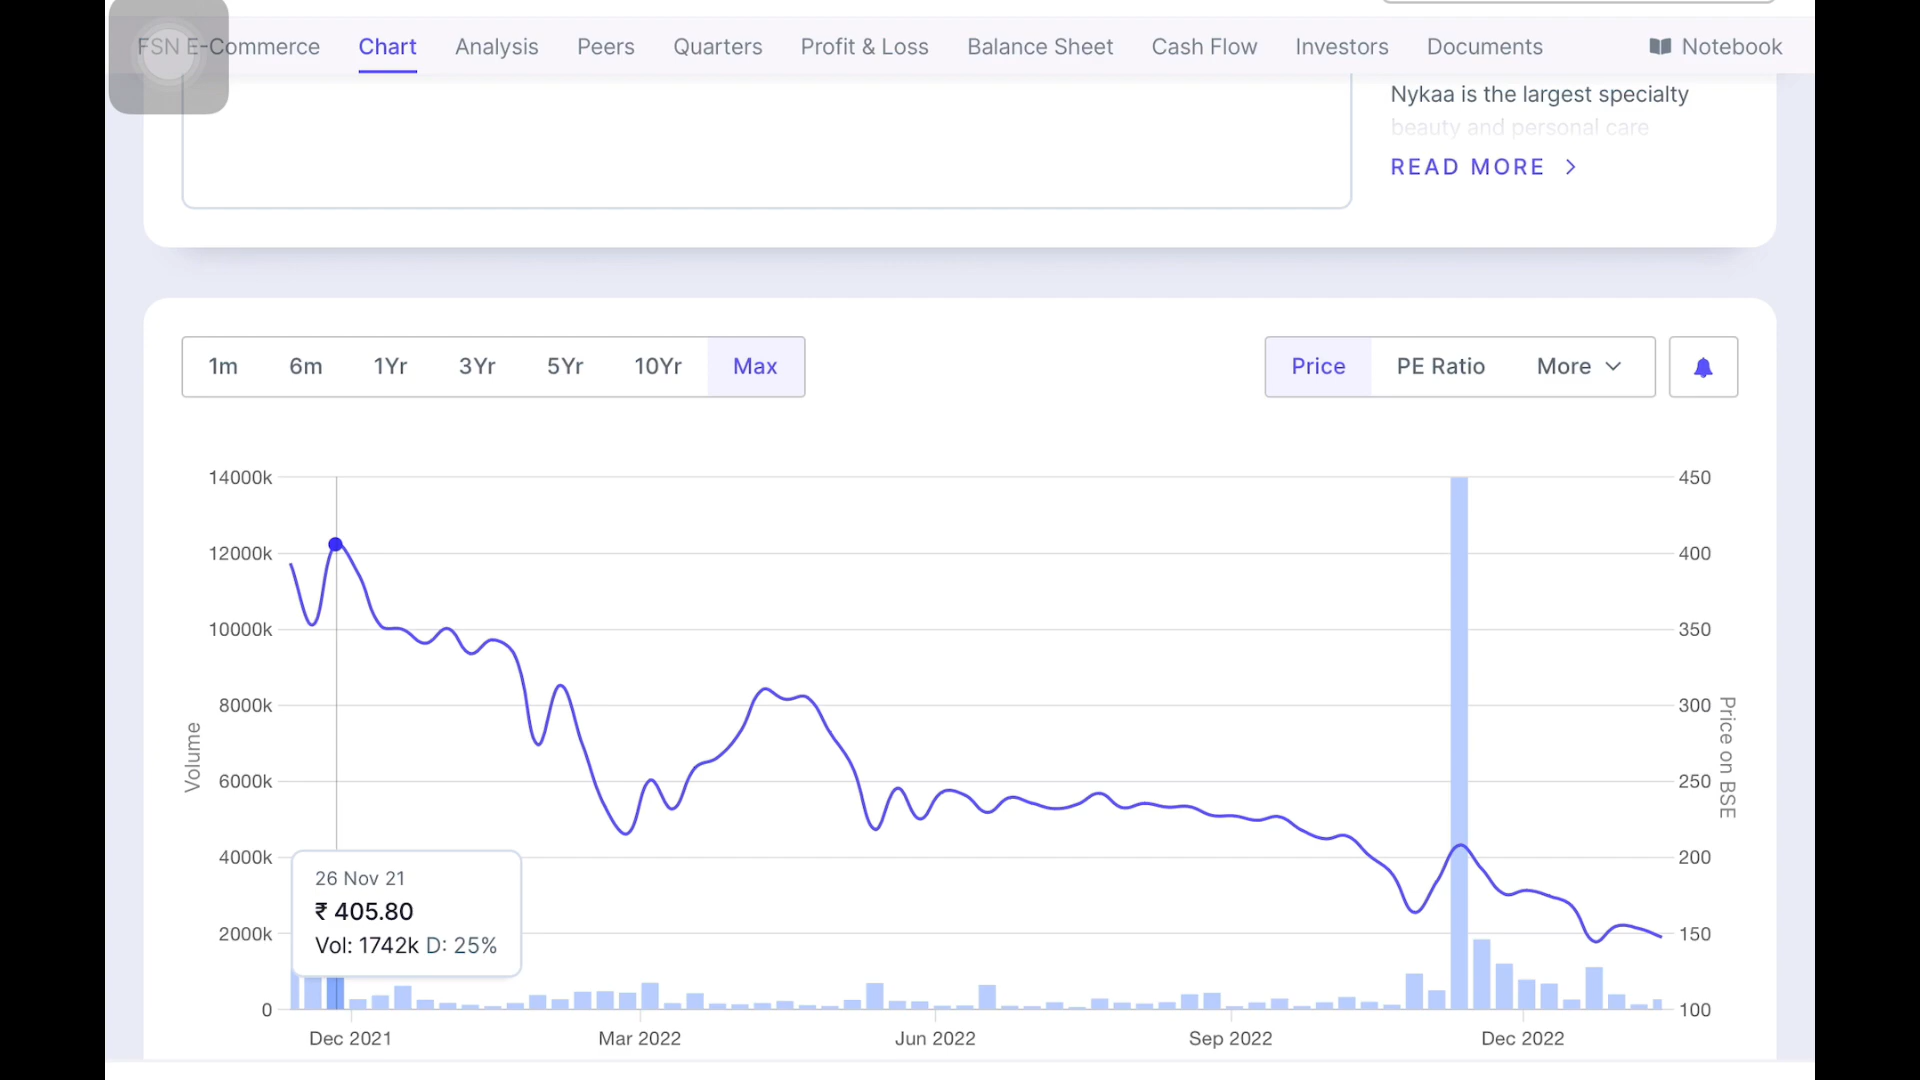 FSN E-Commerce Chart Analysis Peers Quarters Profit & Loss Balance Sheet Cash Flow Investors Documents Notebook
Nykaa is the largest specialty
beauty and personal care
READ MORE
1m 6m 1Yr 3Yr 5Yr 10Yr Max Price PE Ratio More
14000k 450
12000k 400
10000k 350
8000k 300
6000k 250
4000k 200
2000k 150
0 100
Volume
Price on BSE
26 Nov 21
₹ 405.80
Vol: 1742k D: 25%
Dec 2021 Mar 2022 Jun 2022 Sep 2022 Dec 2022